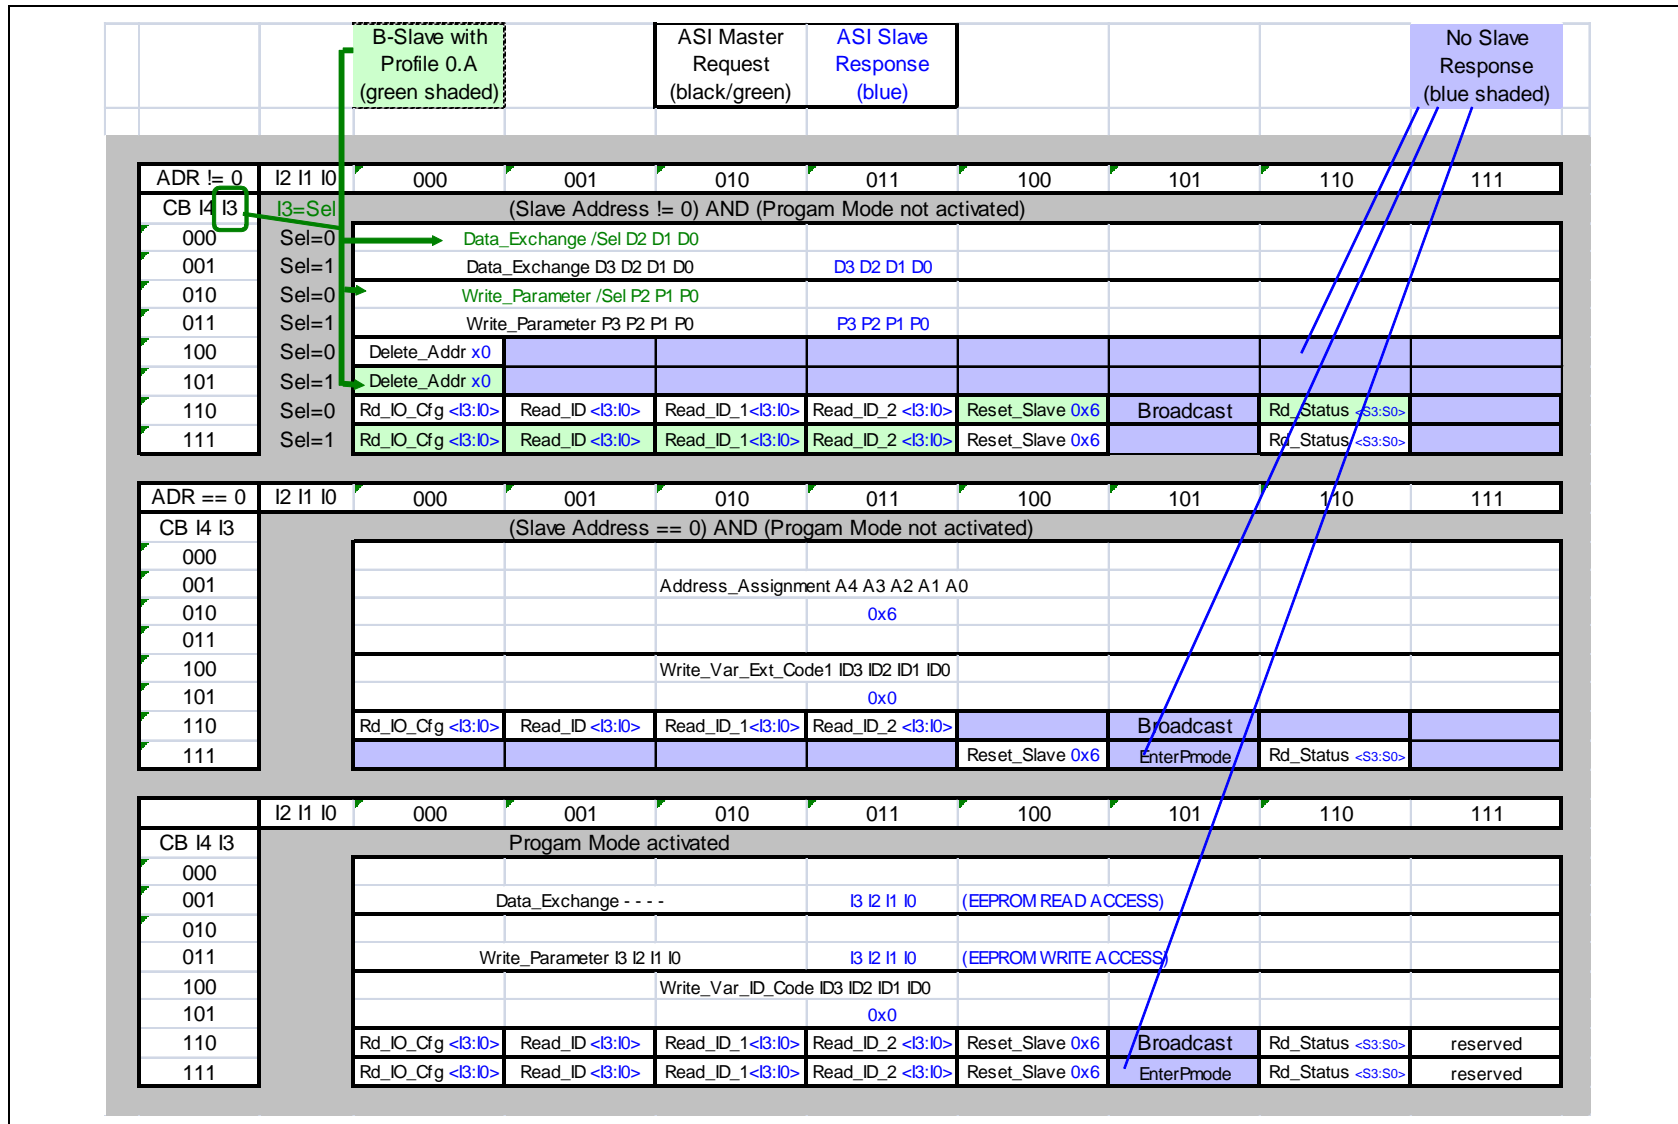 B-Slave with
Profile 0.A
(green shaded)
ASI Master
Request
(black/green)
ASI Slave
Response
(blue)
No Slave
Response
(blue shaded)
ADR != 0 I2 I1 I0 000 001 010 011 100 101 110 111
CB I4 I3 I3=Sel (Slave Address != 0) AND (Progam Mode not activated)
000 Sel=0 Data_Exchange /Sel D2 D1 D0
001 Sel=1 Data_Exchange D3 D2 D1 D0 D3 D2 D1 D0
010 Sel=0 Write_Parameter /Sel P2 P1 P0
011 Sel=1 Write_Parameter P3 P2 P1 P0 P3 P2 P1 P0
100 Sel=0 Delete_Addr x0
101 Sel=1 Delete_Addr x0
110 Sel=0 Rd_IO_Cfg <I3:I0> Read_ID <I3:I0> Read_ID_1<I3:I0> Read_ID_2 <I3:I0> Reset_Slave 0x6 Broadcast Rd_Status <S3:S0>
111 Sel=1 Rd_IO_Cfg <I3:I0> Read_ID <I3:I0> Read_ID_1<I3:I0> Read_ID_2 <I3:I0> Reset_Slave 0x6 Rd_Status <S3:S0>
ADR == 0 I2 I1 I0 000 001 010 011 100 101 110 111
CB I4 I3 (Slave Address == 0) AND (Progam Mode not activated)
000
001 Address_Assignment A4 A3 A2 A1 A0
010 0x6
011
100 Write_Var_Ext_Code1 ID3 ID2 ID1 ID0
101 0x0
110 Rd_IO_Cfg <I3:I0> Read_ID <I3:I0> Read_ID_1<I3:I0> Read_ID_2 <I3:I0> Broadcast
111 Reset_Slave 0x6 EnterPmode Rd_Status <S3:S0>
I2 I1 I0 000 001 010 011 100 101 110 111
CB I4 I3 Progam Mode activated
000
001 Data_Exchange - - - - I3 I2 I1 I0 (EEPROM READ ACCESS)
010
011 Write_Parameter I3 I2 I1 I0 I3 I2 I1 I0 (EEPROM WRITE ACCESS)
100 Write_Var_ID_Code ID3 ID2 ID1 ID0
101 0x0
110 Rd_IO_Cfg <I3:I0> Read_ID <I3:I0> Read_ID_1<I3:I0> Read_ID_2 <I3:I0> Reset_Slave 0x6 Broadcast Rd_Status <S3:S0> reserved
111 Rd_IO_Cfg <I3:I0> Read_ID <I3:I0> Read_ID_1<I3:I0> Read_ID_2 <I3:I0> Reset_Slave 0x6 EnterPmode Rd_Status <S3:S0> reserved